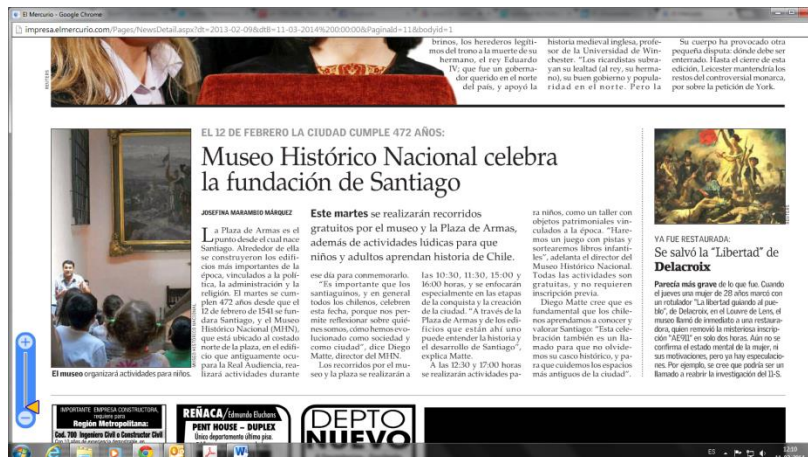 El Mercurio - Google Chrome
impresa.elmercurio.com/Pages/NewsDetail.aspx?dt=2013-02-09&dtB=11-03-2014%200:00:00&PaginaId=11&bodyid=1
brinos, los herederos legíti-
mos del trono a la muerte de su
hermano, el rey Eduardo
IV; que fue un goberna-
dor querido en el norte
del país, y apoyó la
historia medieval inglesa, profe-
sor de la Universidad de Win-
chester. "Los ricardistas subra-
yan su lealtad (al rey, su herma-
no), su buen gobierno y popula-
ridad en el norte. Pero la
Su cuerpo ha provocado otra
pequeña disputa: dónde debe ser
enterrado. Hasta el cierre de esta
edición, Leicester mantendría los
restos del controversial monarca,
por sobre la petición de York.
REUTERS
EL 12 DE FEBRERO LA CIUDAD CUMPLE 472 AÑOS:
Museo Histórico Nacional celebra
la fundación de Santiago
JOSEFINA MARAMBIO MÁRQUEZ
La Plaza de Armas es el
punto desde el cual nace
Santiago. Alrededor de ella
se construyeron los edifi-
cios más importantes de la
época, vinculados a la polí-
tica, la administración y la
religión. El martes se cum-
plen 472 años desde que el
12 de febrero de 1541 se fun-
dara Santiago, y el Museo
Histórico Nacional (MHN),
que está ubicado al costado
norte de la plaza, en el edifi-
cio que antiguamente ocu-
para la Real Audiencia, rea-
lizará actividades durante
Este martes se realizarán recorridos
gratuitos por el museo y la Plaza de Armas,
además de actividades lúdicas para que
niños y adultos aprendan historia de Chile.
ese día para conmemorarlo.
"Es importante que los
santiaguinos, y en general
todos los chilenos, celebren
esta fecha, porque nos per-
mite reflexionar sobre quié-
nes somos, cómo hemos evo-
lucionado como sociedad y
como ciudad", dice Diego
Matte, director del MHN.
Los recorridos por el mu-
seo y la plaza se realizarán a
las 10:30, 11:30, 15:00 y
16:00 horas, y se enfocarán
especialmente en las etapas
de la conquista y la creación
de la ciudad. "A través de la
Plaza de Armas y de los edi-
ficios que están ahí uno
puede entender la historia y
el desarrollo de Santiago",
explica Matte.
A las 12:30 y 17:00 horas
se realizarán actividades pa-
ra niños, como un taller con
objetos patrimoniales vin-
culados a la época. "Hare-
mos un juego con pistas y
sortearemos libros infanti-
les", adelanta el director del
Museo Histórico Nacional.
Todas las actividades son
gratuitas, y no requieren
inscripción previa.
Diego Matte cree que es
fundamental que los chile-
nos aprendamos a conocer y
valorar Santiago: "Esta cele-
bración también es un lla-
mado para que no olvide-
mos su casco histórico, y pa-
ra que cuidemos los espacios
más antiguos de la ciudad".
MUSEO HISTÓRICO NACIONAL
El museo organizará actividades para niños.
REUTERS
YA FUE RESTAURADA:
Se salvó la "Libertad" de
Delacroix
Parecía más grave de lo que fue. Cuando
el jueves una mujer de 28 años marcó con
un rotulador "La libertad guiando al pue-
blo", de Delacroix, en el Louvre de Lens, el
museo llamó de inmediato a una restaura-
dora, quien removió la misteriosa inscrip-
ción "AE911" en solo dos horas. Aún no se
confirma el estado mental de la mujer, ni
sus motivaciones, pero ya hay especulacio-
nes. Por ejemplo, se cree que podría ser un
llamado a reabrir la investigación del 11-S.
IMPORTANTE EMPRESA CONSTRUCTORA,
requiere para
Región Metropolitana:
Cod. 700 Ingeniero Civil o Constructor Civil
REÑACA/Edmundo Eluchans
PENT HOUSE – DUPLEX
Único departamento último piso.
DEPTO
NUEVO
ES
12:10